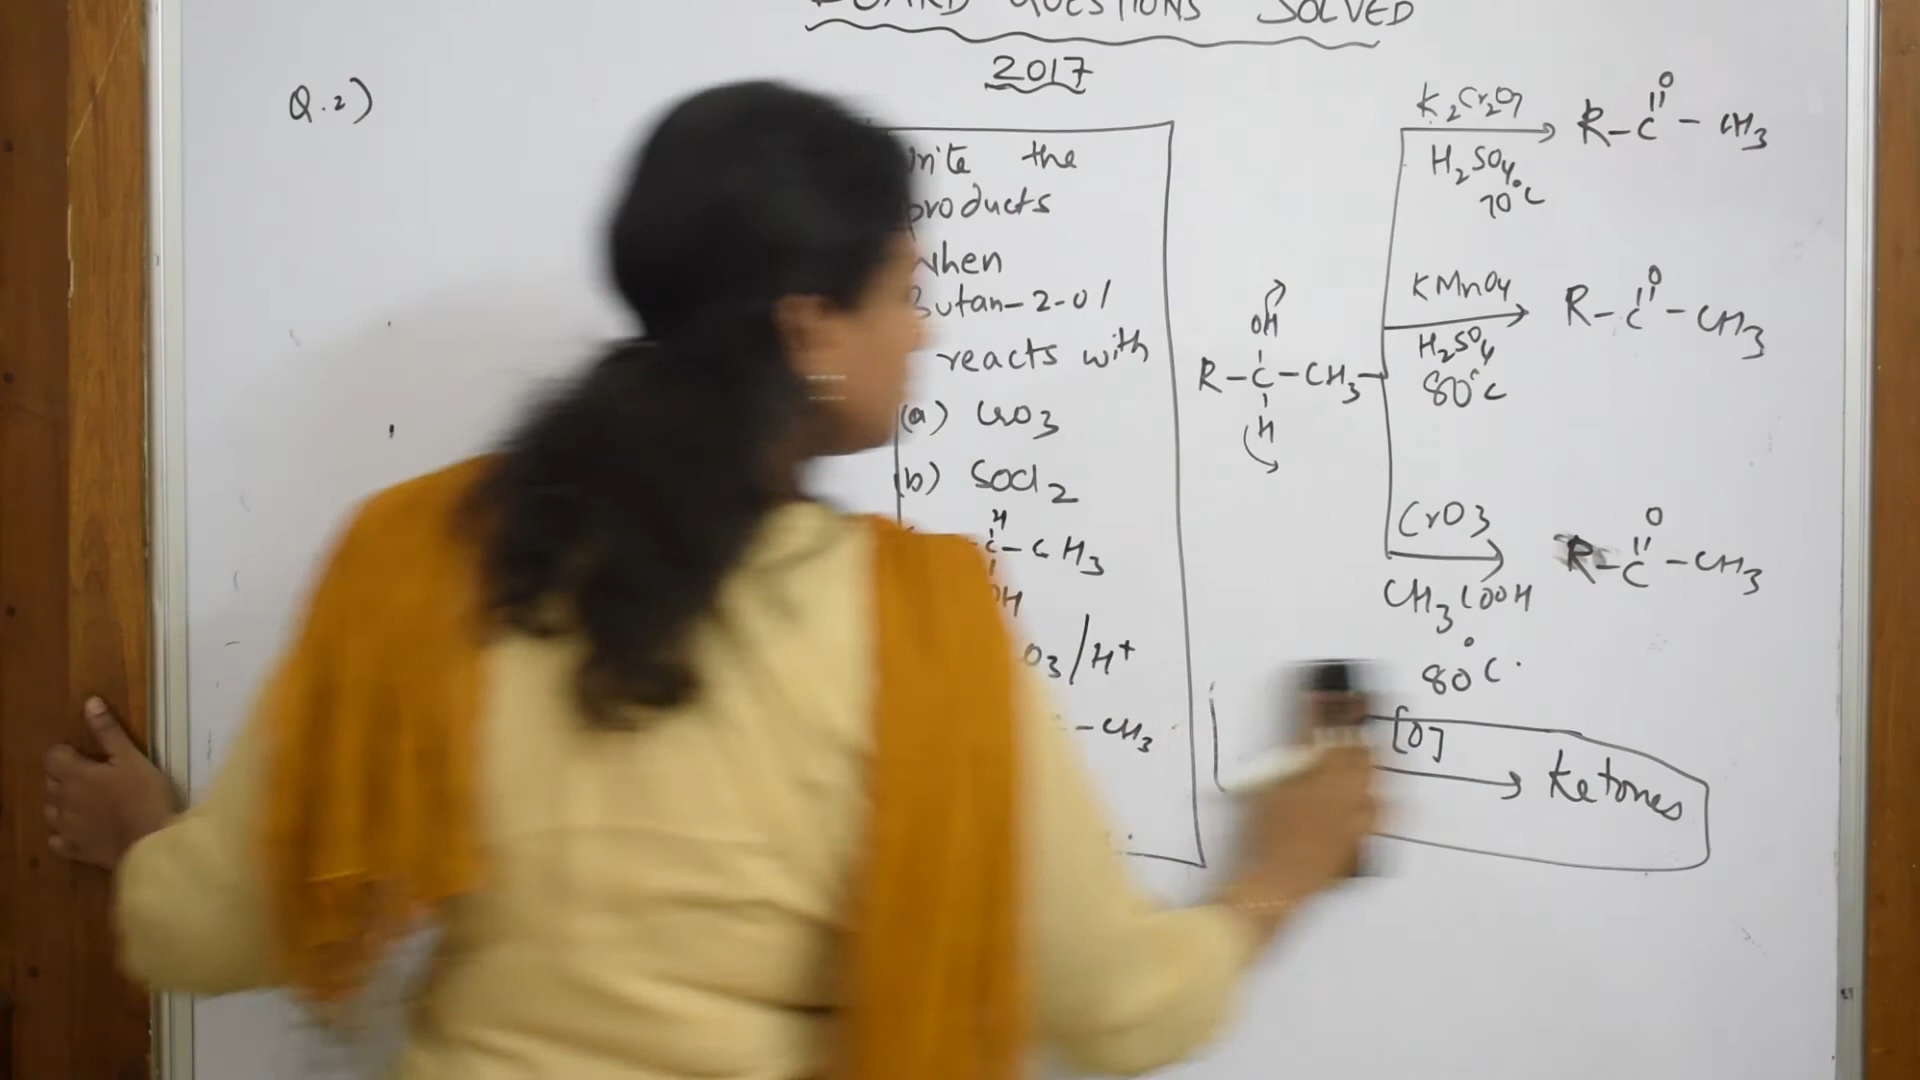 BOARD QUESTIONS SOLVED
2017
Q.2)
the
products
when
Butan-2-ol
reacts with
(a) CrO3
(b) SOCl2
H
C-CH3
OH
O3/H+
-CH3
OH
R-C-CH3
H
K2Cr2O7
H2SO4
70°C
O
R-C-CH3
KMnO4
H2SO4
80°C
O
R-C-CH3
CrO3
CH3COOH
80°C.
O
R-C-CH3
[O]
Ketones